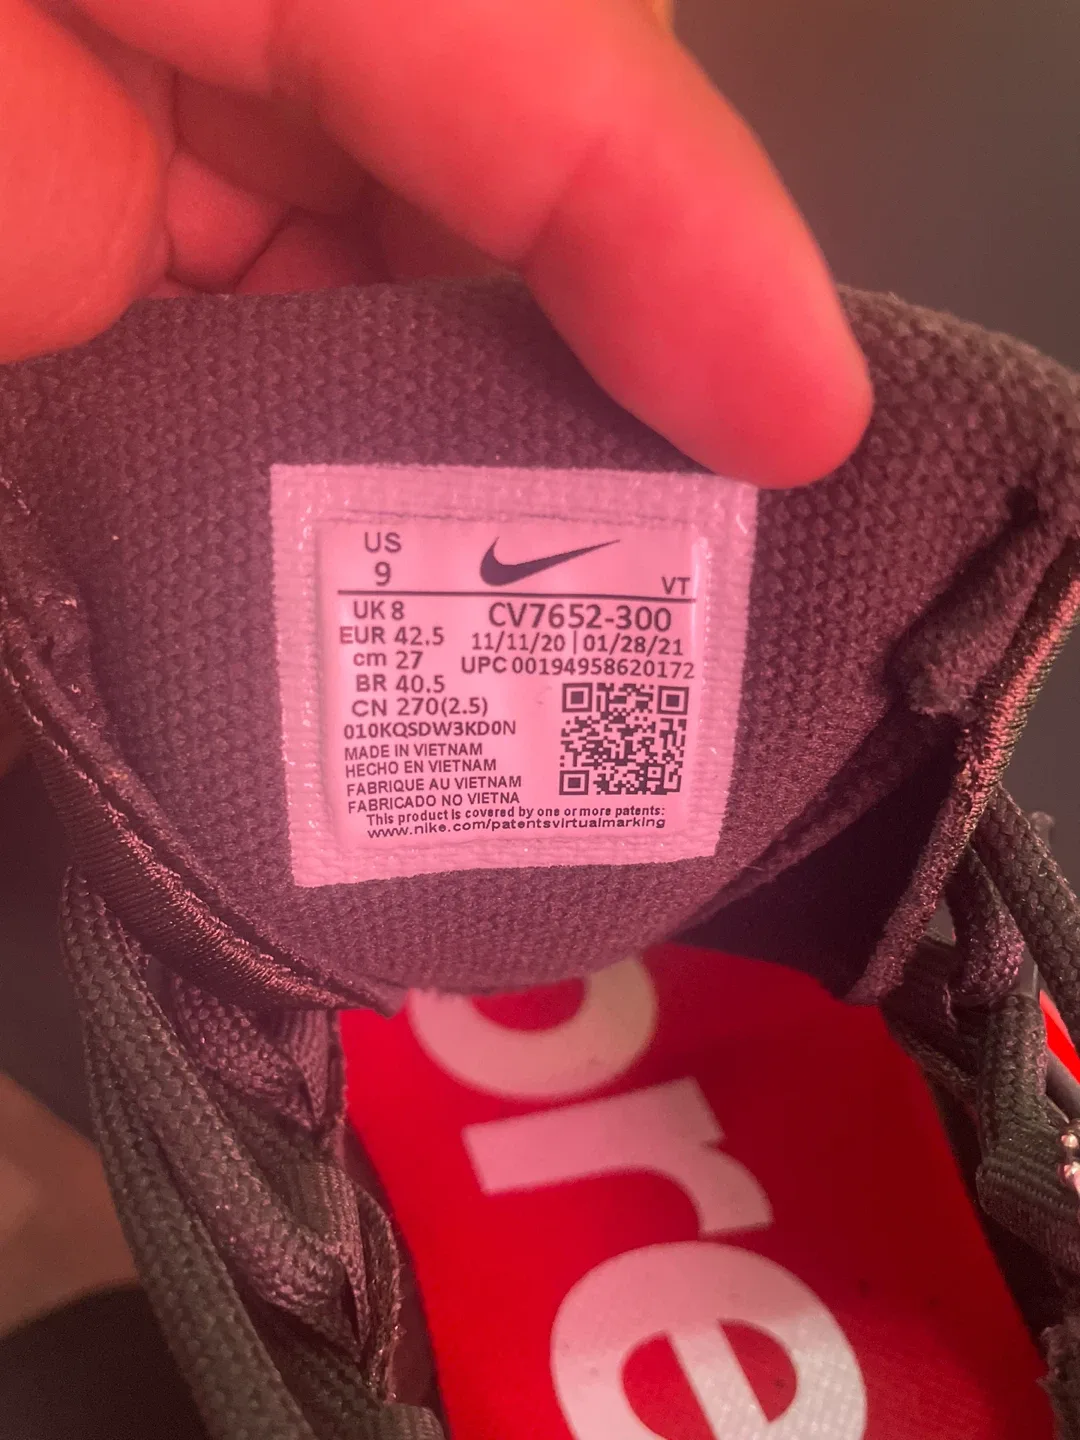 US
9
VT
UK 8
EUR 42.5
cm 27
BR 40.5
CN 270(2.5)
CV7652-300
11/11/20 | 01/28/21
UPC 00194958620172
010KQSDW3KD0N
MADE IN VIETNAM
HECHO EN VIETNAM
FABRIQUE AU VIETNAM
FABRICADO NO VIETNA
This product is covered by one or more patents:
www.nike.com/patentsvirtualmarking
pre